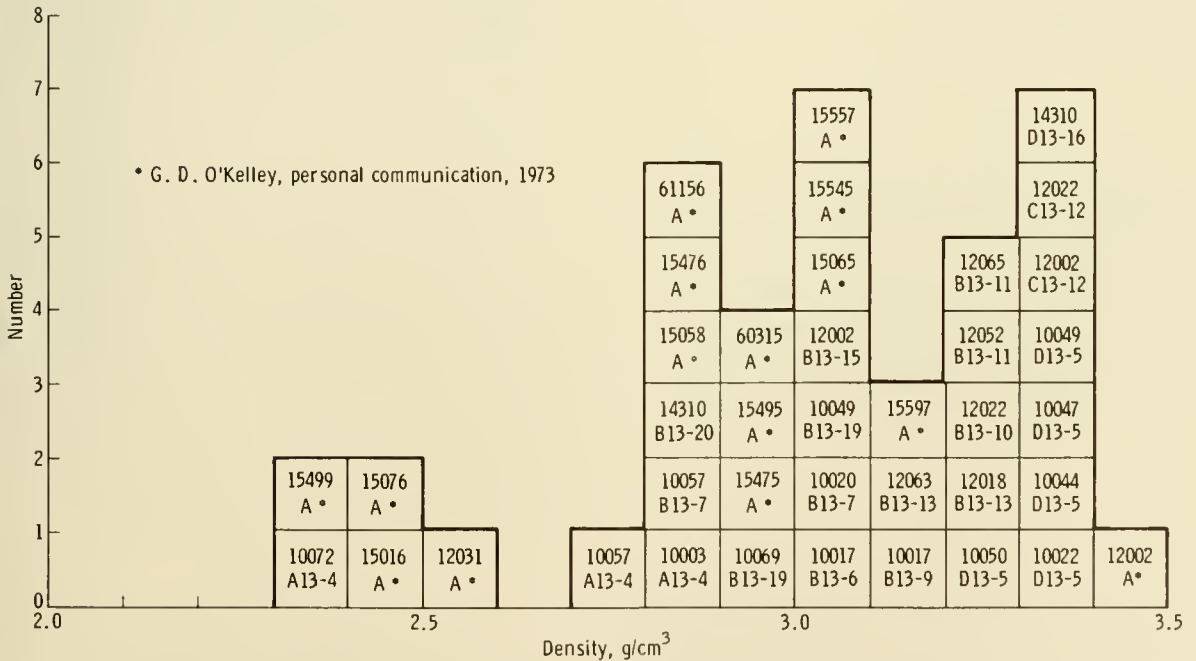 8
7
6
5
4
3
2
1
0
Number
* G. D. O'Kelley, personal communication, 1973
15499
A *
10072
A13-4
15076
A *
15016
A *
12031
A *
10057
A13-4
61156
A *
15476
A *
15058
A *
14310
B13-20
10057
B13-7
10003
A13-4
60315
A *
15495
A *
15475
A *
10069
B13-19
15557
A *
15545
A *
15065
A *
12002
B13-15
10049
B13-19
10020
B13-7
10017
B13-6
15597
A *
12063
B13-13
10017
B13-9
12065
B13-11
12052
B13-11
12022
B13-10
12018
B13-13
10050
D13-5
14310
D13-16
12022
C13-12
12002
C13-12
10049
D13-5
10047
D13-5
10044
D13-5
10022
D13-5
12002
A*
2.0 2.5 3.0 3.5
Density, g/cm³